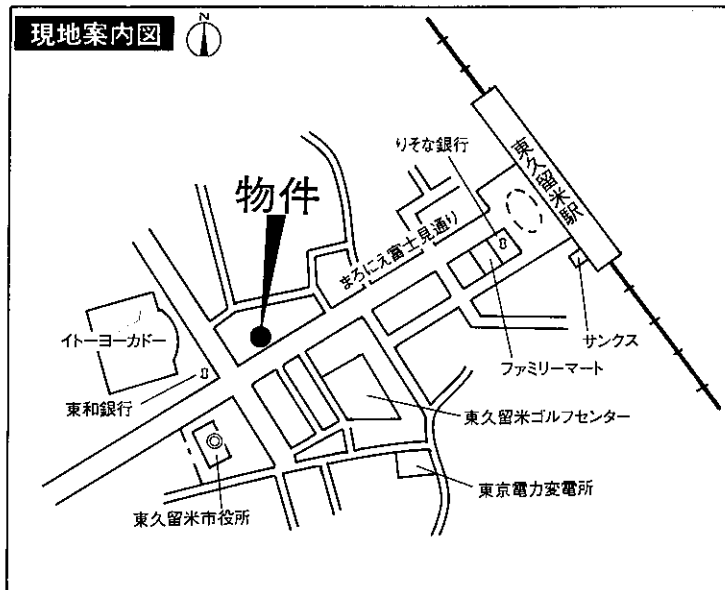 現地案内図
N
りそな銀行
東久留米駅
物件
まろにえ富士見通り
イトーヨーカドー
サンクス
ファミリーマート
東和銀行
東久留米ゴルフセンター
東京電力変電所
東久留米市役所